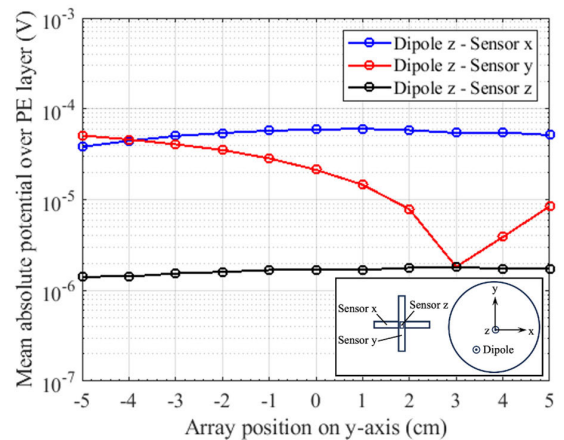 Mean absolute potential over PE layer (V)
10-3
10-4
10-5
10-6
10-7
Dipole z - Sensor x
Dipole z - Sensor y
Dipole z - Sensor z
Sensor x
Sensor z
Sensor y
y
z
x
Dipole
-5 -4 -3 -2 -1 0 1 2 3 4 5
Array position on y-axis (cm)